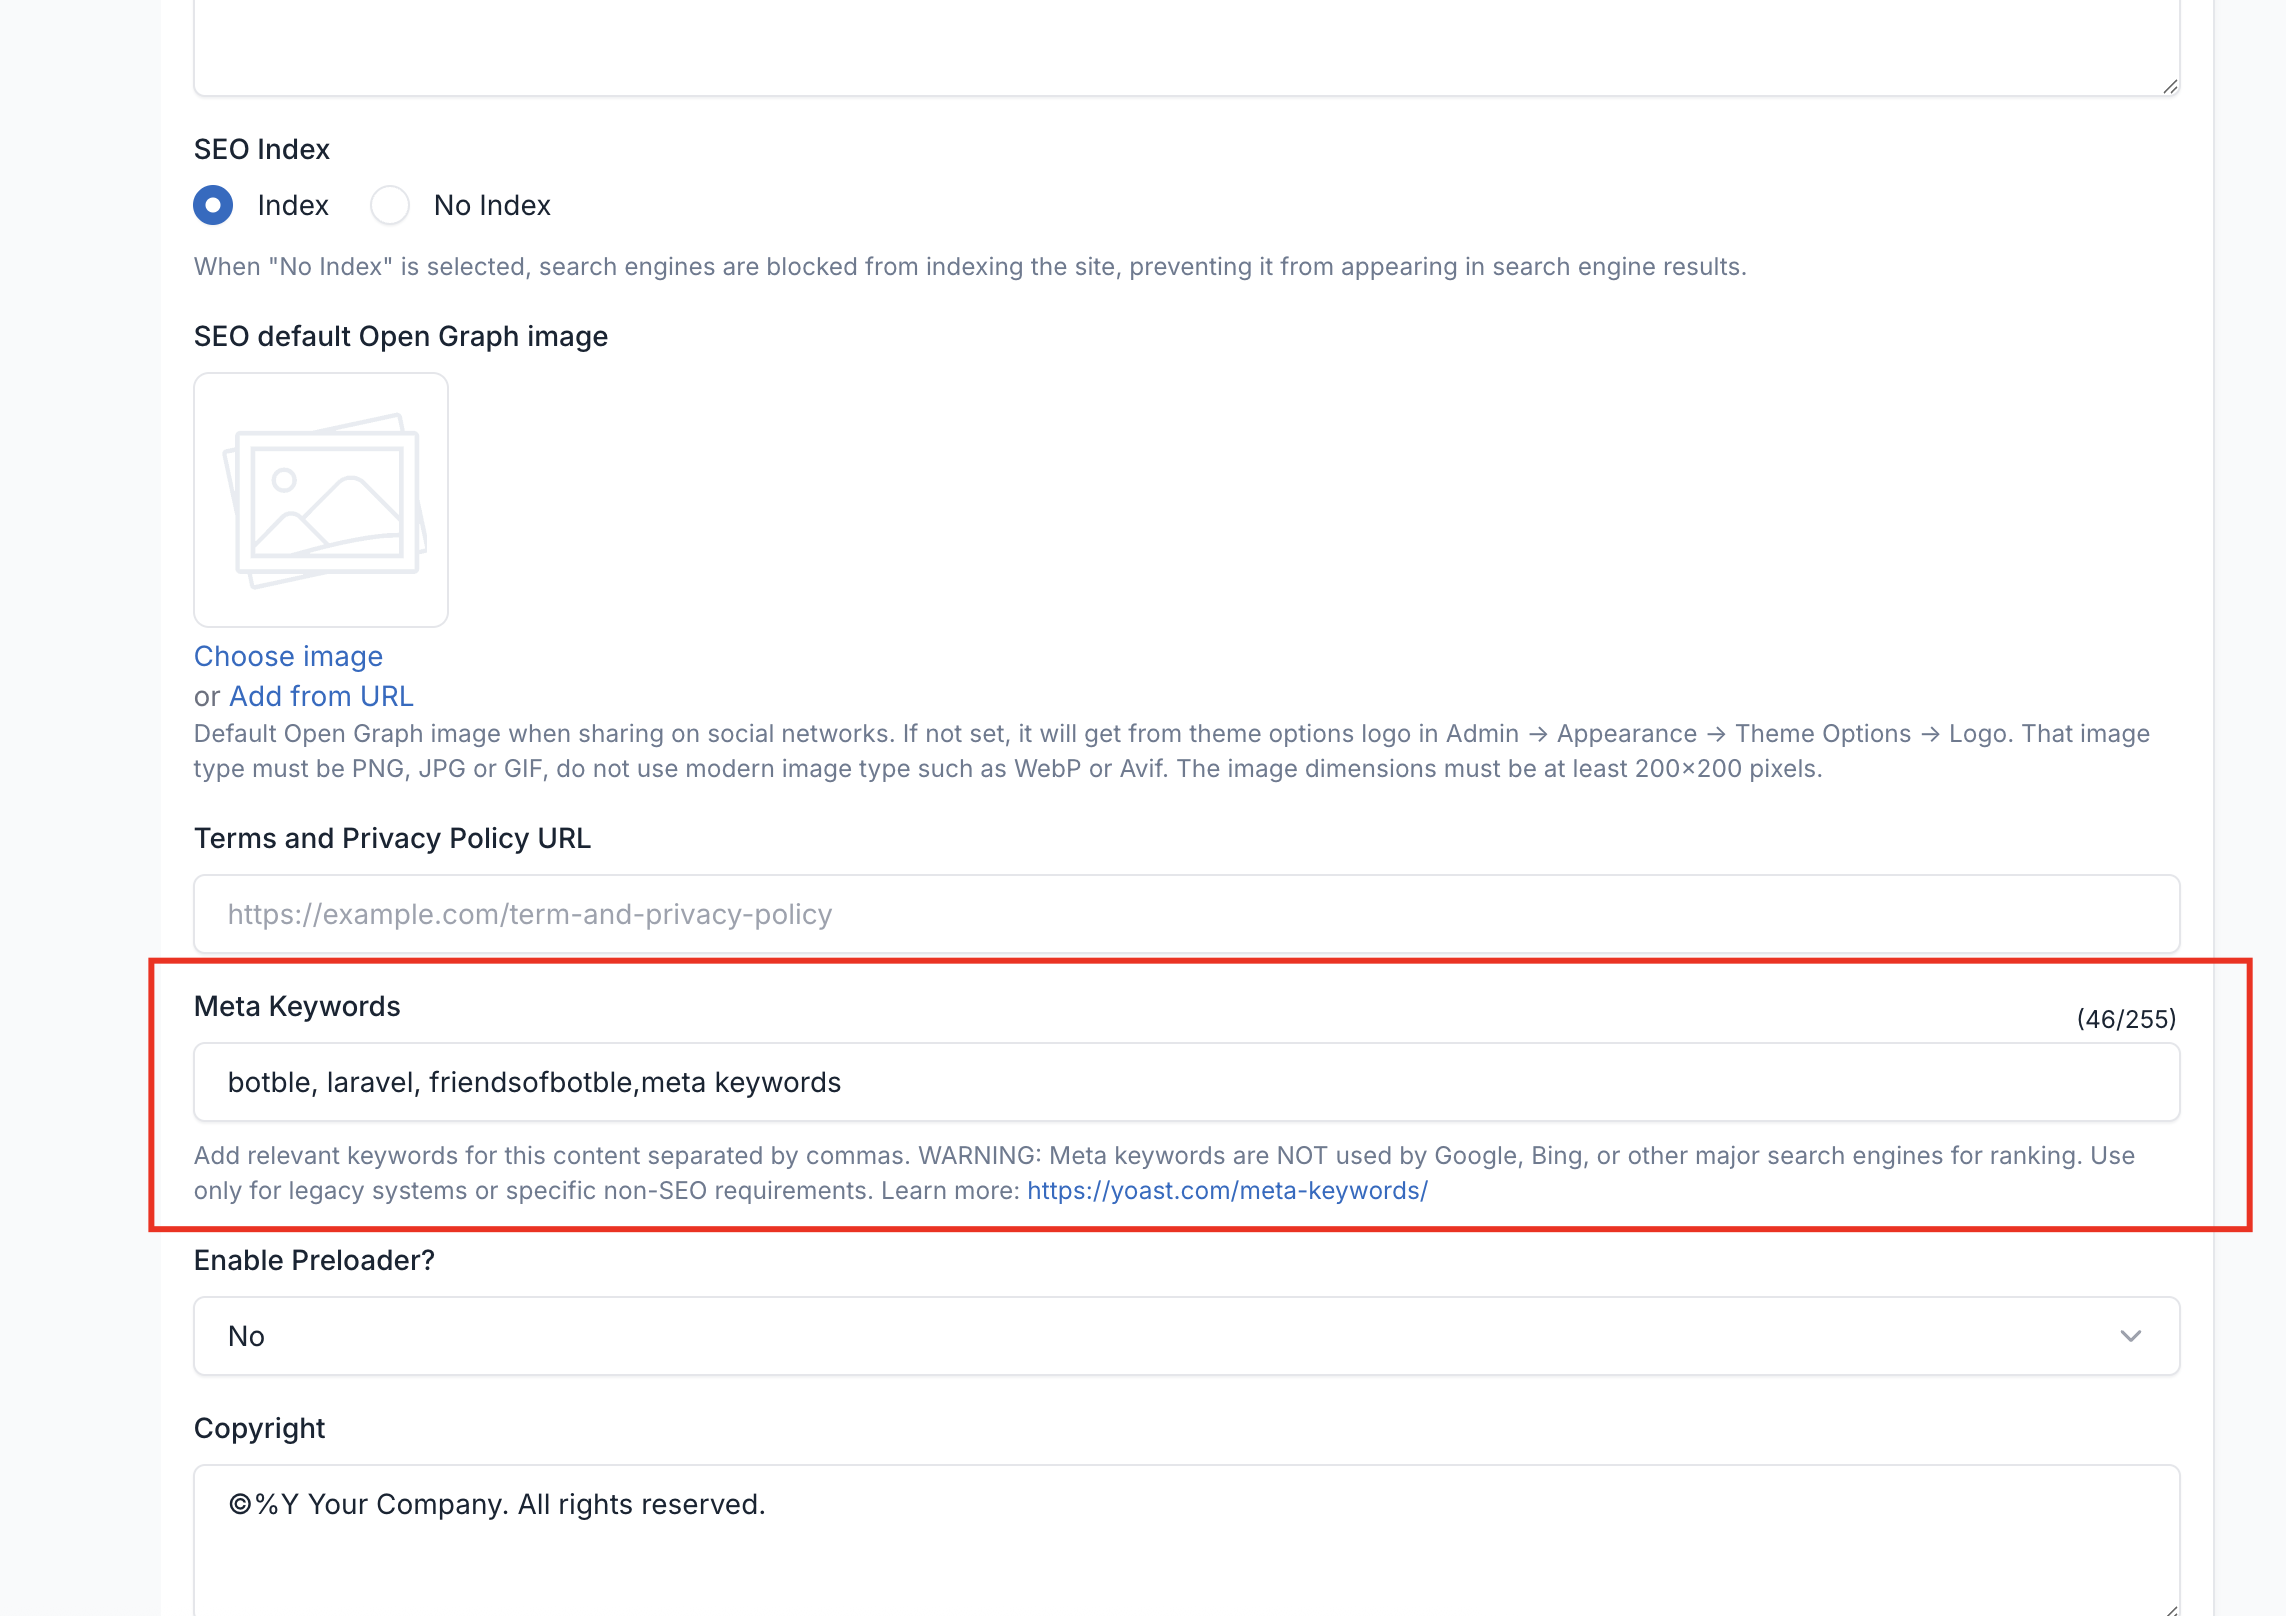 SEO Index
Index
No Index
When "No Index" is selected, search engines are blocked from indexing the site, preventing it from appearing in search engine results.
SEO default Open Graph image
Choose image
or Add from URL
Default Open Graph image when sharing on social networks. If not set, it will get from theme options logo in Admin → Appearance → Theme Options → Logo. That image
type must be PNG, JPG or GIF, do not use modern image type such as WebP or Avif. The image dimensions must be at least 200×200 pixels.
Terms and Privacy Policy URL
https://example.com/term-and-privacy-policy
Meta Keywords
(46/255)
botble, laravel, friendsofbotble,meta keywords
Add relevant keywords for this content separated by commas. WARNING: Meta keywords are NOT used by Google, Bing, or other major search engines for ranking. Use
only for legacy systems or specific non-SEO requirements. Learn more: https://yoast.com/meta-keywords/
Enable Preloader?
No
Copyright
©%Y Your Company. All rights reserved.